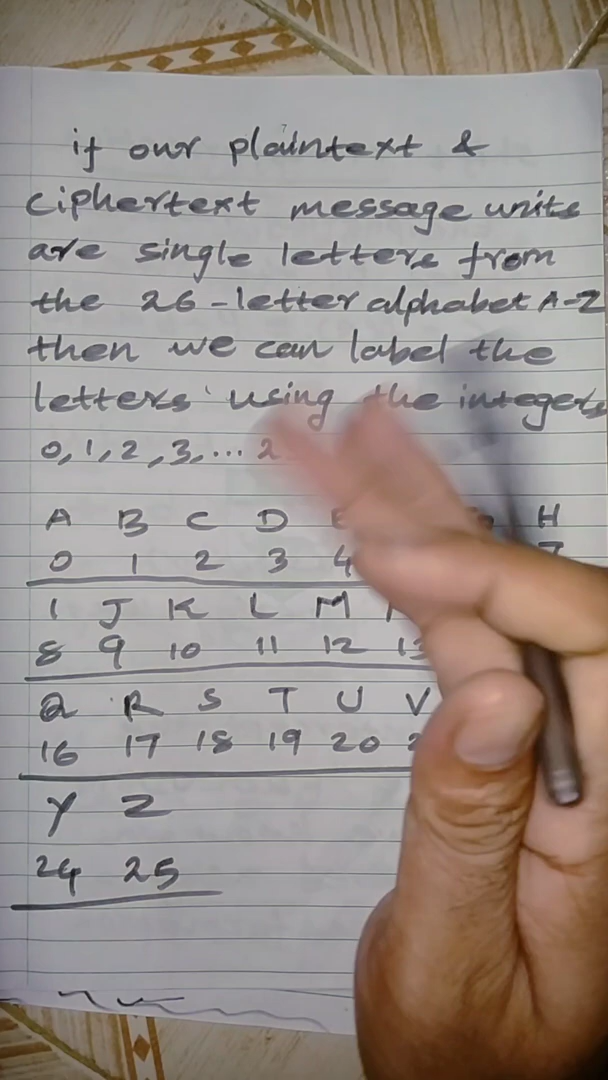 if our plaintext &
ciphertext message units
are single letters from
the 26-letter alphabet A-Z
then we can label the
letters using the integers
0, 1, 2, 3, ... 2
A B C D H
0 1 2 3 4
I J K L M
8 9 10 11 12 13
Q R S T U V
16 17 18 19 20
Y Z
24 25